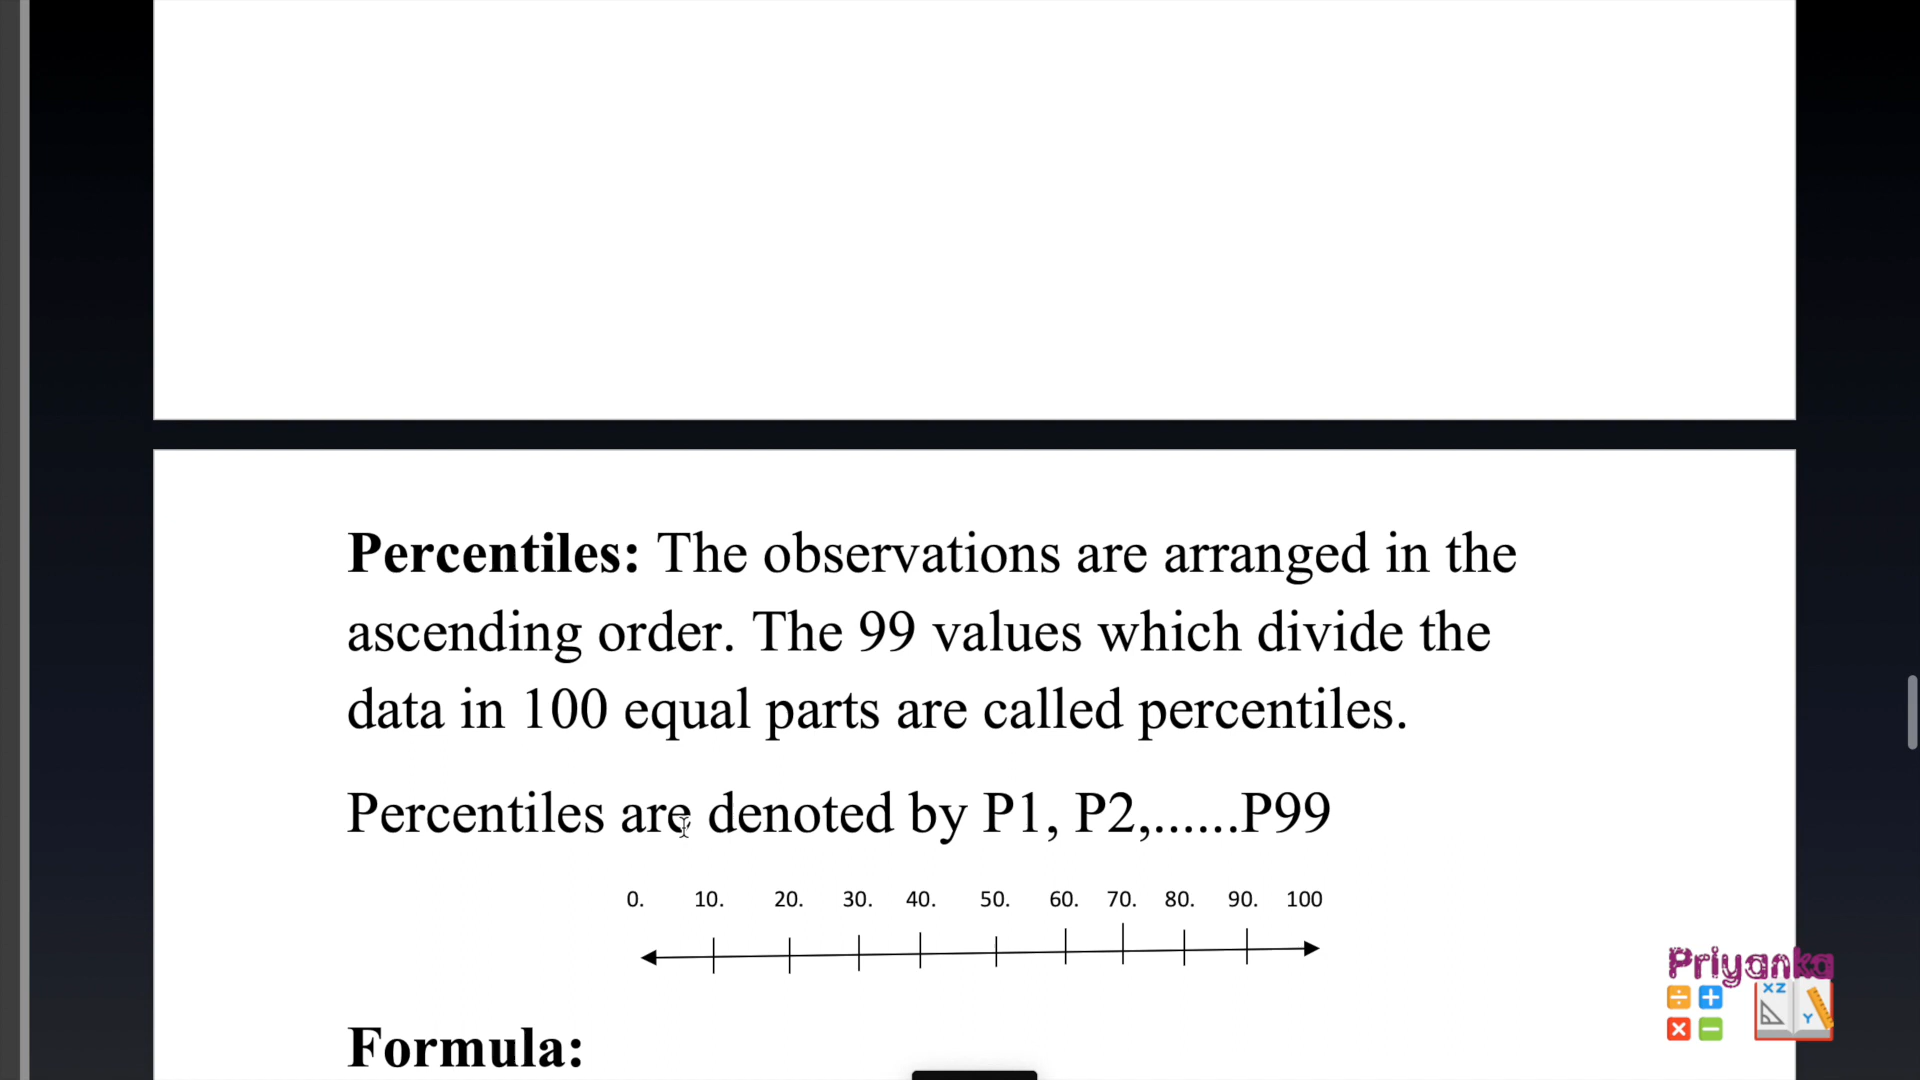 Percentiles: The observations are arranged in the
ascending order. The 99 values which divide the
data in 100 equal parts are called percentiles.
Percentiles are denoted by P1, P2,......P99
0. 10. 20. 30. 40. 50. 60. 70. 80. 90. 100
Formula:
Priyanka
XZ
Y